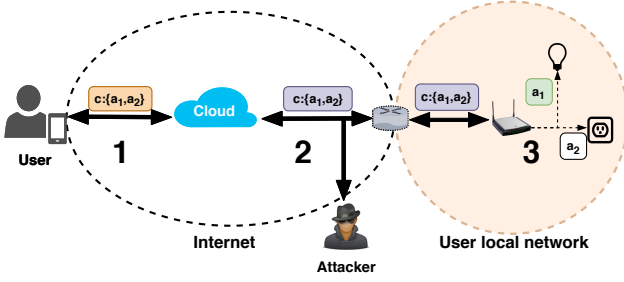 c:{a₁,a₂}
Cloud
c:{a₁,a₂}
c:{a₁,a₂}
a₁
a₂
User
1
2
3
Internet
User local network
Attacker